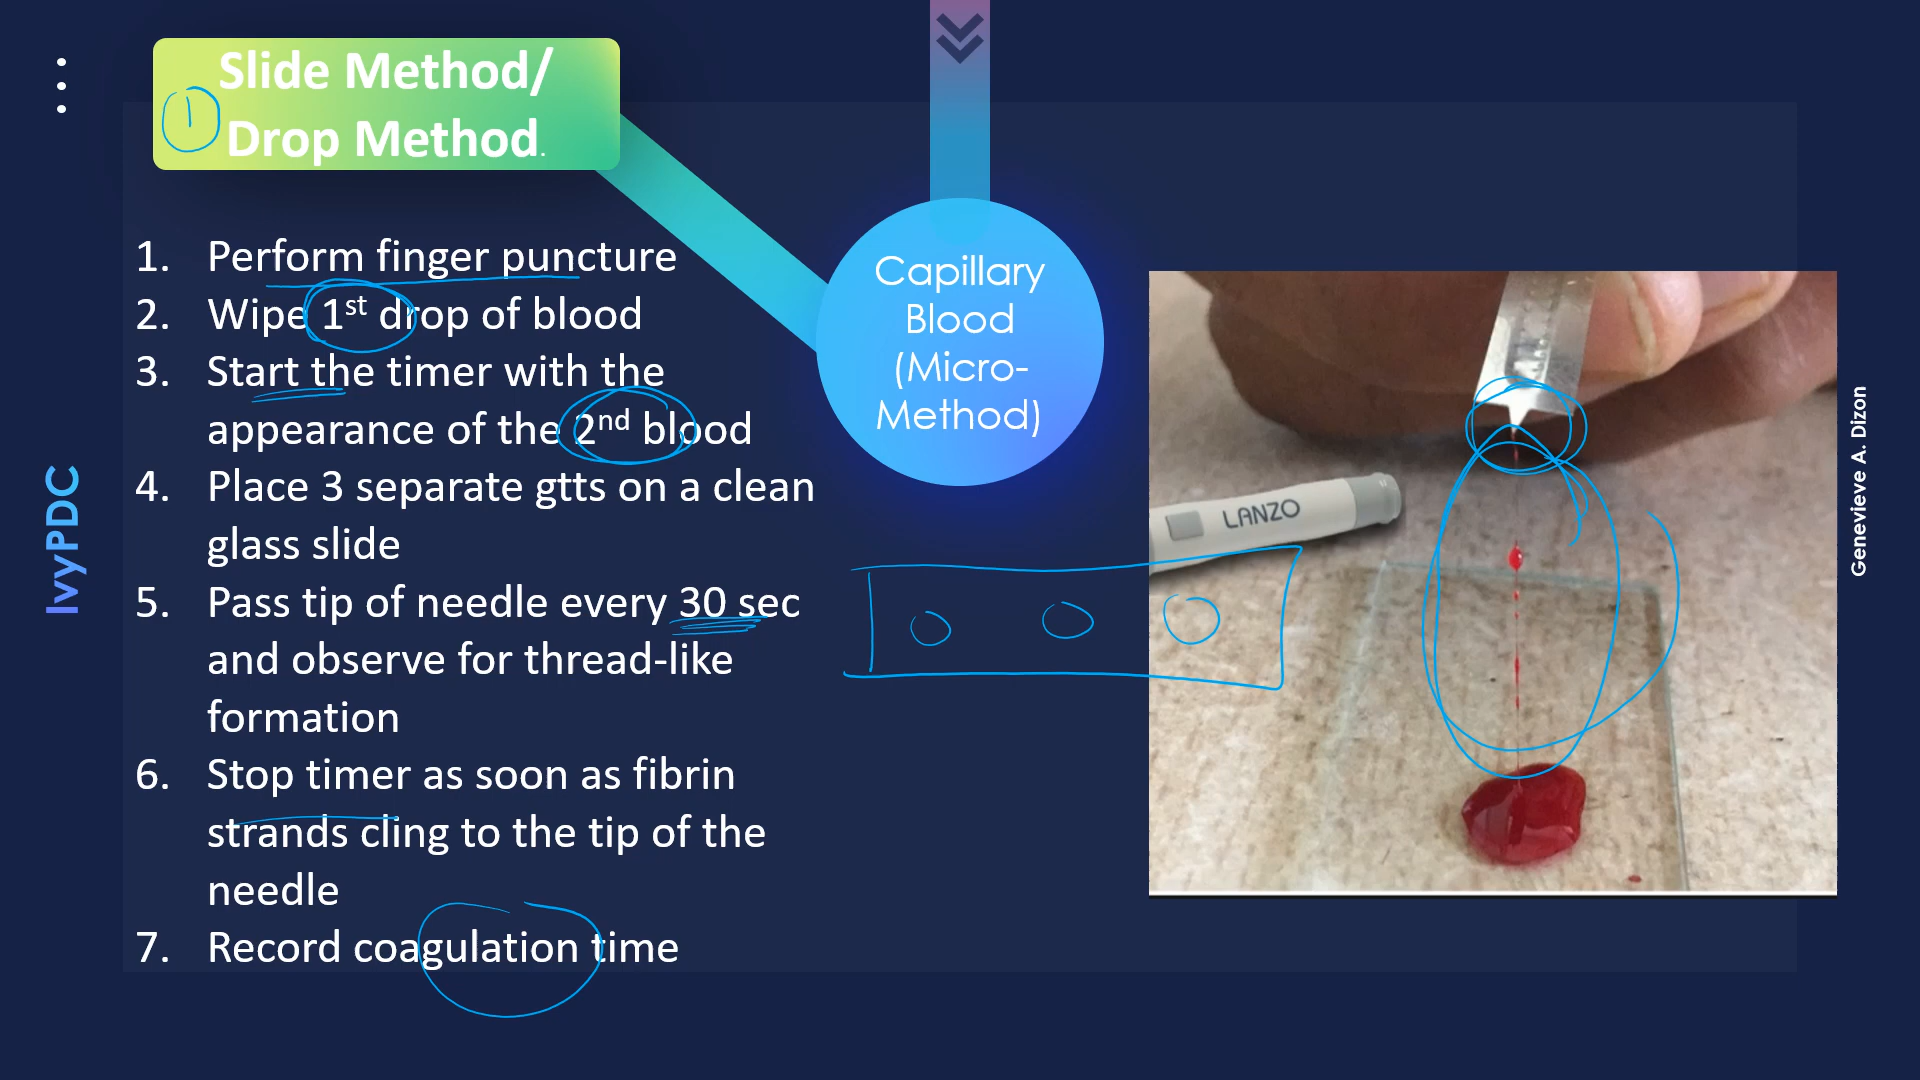 Slide Method/
Drop Method.
1
1. Perform finger puncture
2. Wipe 1st drop of blood
3. Start the timer with the
appearance of the 2nd blood
4. Place 3 separate gtts on a clean
glass slide
5. Pass tip of needle every 30 sec
and observe for thread-like
formation
6. Stop timer as soon as fibrin
strands cling to the tip of the
needle
7. Record coagulation time
Capillary
Blood
(Micro-
Method)
LANZO
IvyPDC
Genevieve A. Dizon